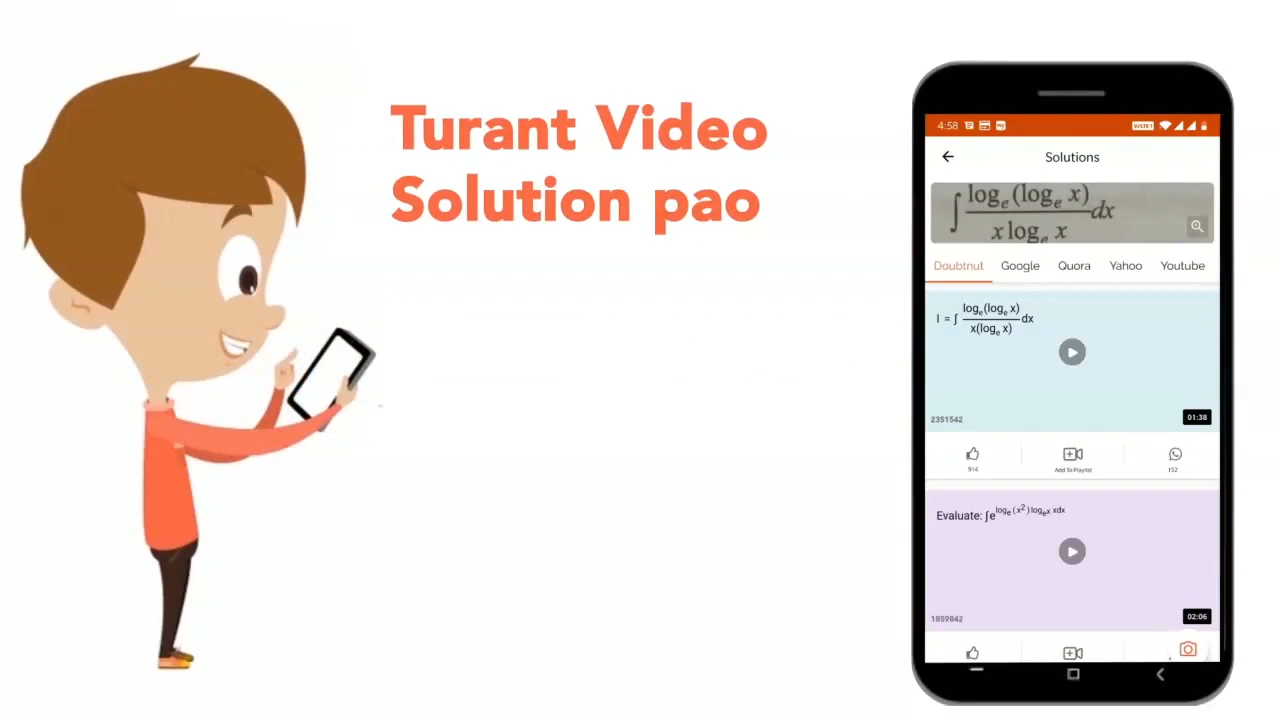 Turant Video
Solution pao
4:58
Solutions
∫ logₑ (logₑ x) / x logₑ x dx
Doubtnut Google Quora Yahoo Youtube
I = ∫ logₑ(logₑ x) / x(logₑ x) dx
2351542 01:38
914 Add To Playlist 152
Evaluate: ∫e^logₑ(x²)logₑx xdx
1859842 02:06